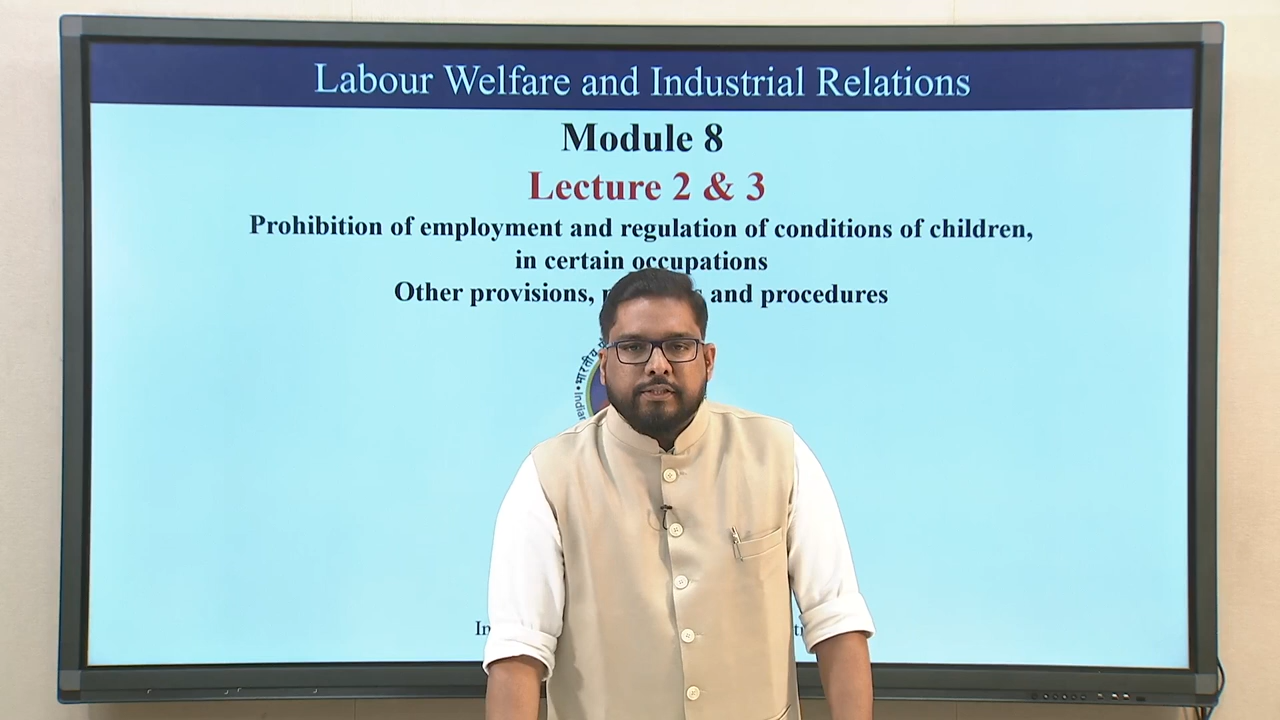 Labour Welfare and Industrial Relations
Module 8
Lecture 2 & 3
Prohibition of employment and regulation of conditions of children,
in certain occupations
Other provisions, and procedures
भारतीय